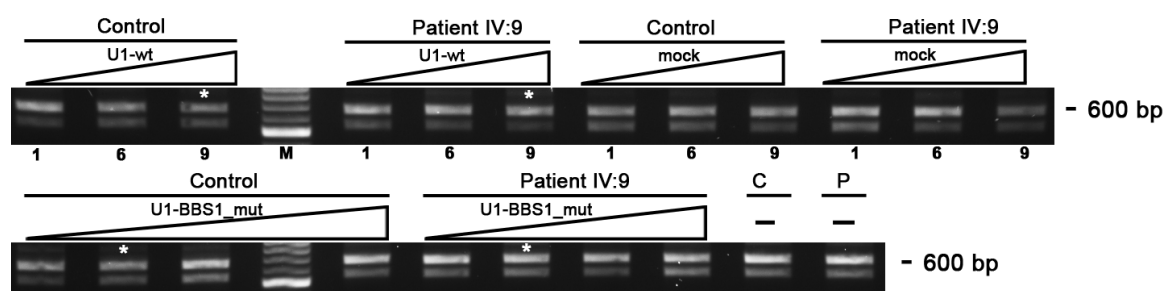 Control Patient IV:9 Control Patient IV:9
U1-wt U1-wt mock mock
* *
- 600 bp
1 6 9 M 1 6 9 1 6 9 1 6 9
Control Patient IV:9 C P
U1-BBS1_mut U1-BBS1_mut – –
* *
- 600 bp